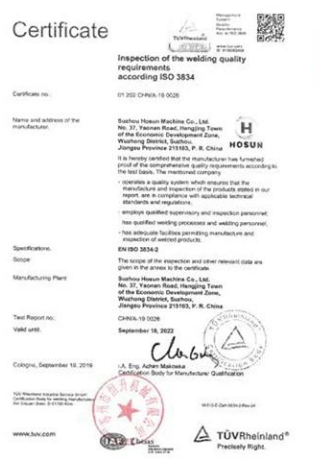 Certificate
TÜVRheinland
Inspection of the welding quality
requirements
according ISO 3834
Certificate no.:
01 202 CHN/A-19 0026
Name and address of the
manufacturer:
Suzhou Hosun Machine Co., Ltd.
No. 37, Yaonan Road, Hengjing Town
of the Economic Development Zone,
Wuzhong District, Suzhou,
Jiangsu Province 215103, P. R. China
HOSUN
It is hereby certified that the manufacturer has furnished
proof of the comprehensive quality requirements according to
the test basis. The mentioned company
- operates a quality system which ensures that the
manufacture and inspection of the products stated in our
report, are in compliance with applicable technical
standards and regulations,
- employs qualified supervisory and inspection personnel,
- has qualified welding processes and welding personnel,
- has adequate facilities permitting manufacture and
inspection of welded products.
Specifications:
EN ISO 3834-2
Scope
The scope of the inspection and other relevant data are
given in the annex to the certificate.
Manufacturing Plant
Suzhou Hosun Machine Co., Ltd.
No. 37, Yaonan Road, Hengjing Town
of the Economic Development Zone,
Wuzhong District, Suzhou,
Jiangsu Province 215103, P. R. China
Test Report no.:
CHN/A-19 0026
Valid until:
September 18, 2022
Cologne, September 19, 2019
i.A. Eng. Achim Makowka
Certification Body for Manufacturer Qualification
TÜV Rheinland Industrie Service GmbH
www.tuv.com
TÜVRheinland®
Precisely Right.